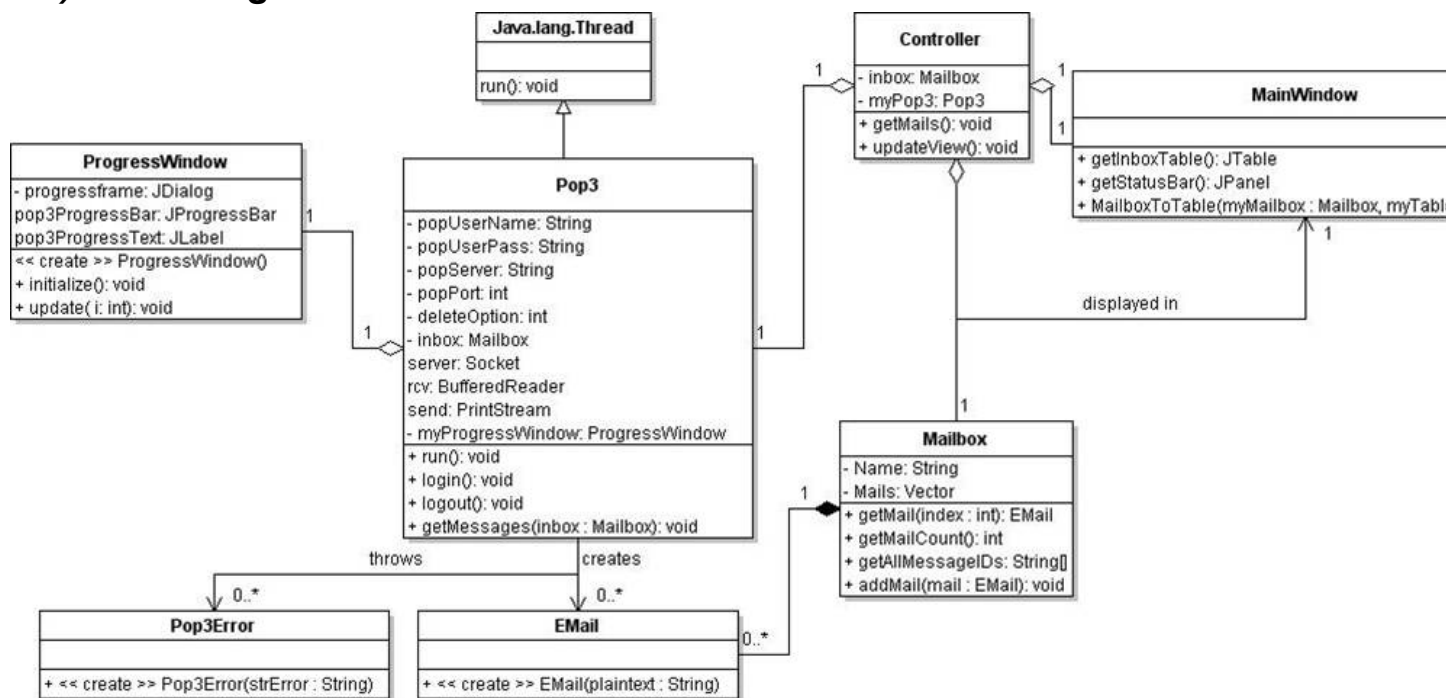 Java.lang.Thread
run(): void
Controller
- inbox: Mailbox
- myPop3: Pop3
+ getMails(): void
+ updateView(): void
1
1
1
MainWindow
+ getInboxTable(): JTable
+ getStatusBar(): JPanel
+ MailboxToTable(myMailbox : Mailbox, myTabl
1
displayed in
ProgressWindow
- progressframe: JDialog
pop3ProgressBar: JProgressBar
pop3ProgressText: JLabel
<< create >> ProgressWindow()
+ initialize(): void
+ update( i: int): void
1
1
Pop3
- popUserName: String
- popUserPass: String
- popServer: String
- popPort: int
- deleteOption: int
- inbox: Mailbox
server: Socket
rcv: BufferedReader
send: PrintStream
- myProgressWindow: ProgressWindow
+ run(): void
+ login(): void
+ logout(): void
+ getMessages(inbox : Mailbox): void
1
1
Mailbox
- Name: String
- Mails: Vector
+ getMail(index : int): EMail
+ getMailCount(): int
+ getAllMessageIDs: String[]
+ addMail(mail : EMail): void
1
throws
creates
0..*
0..*
0..*
Pop3Error
+ << create >> Pop3Error(strError : String)
EMail
+ << create >> EMail(plaintext : String)